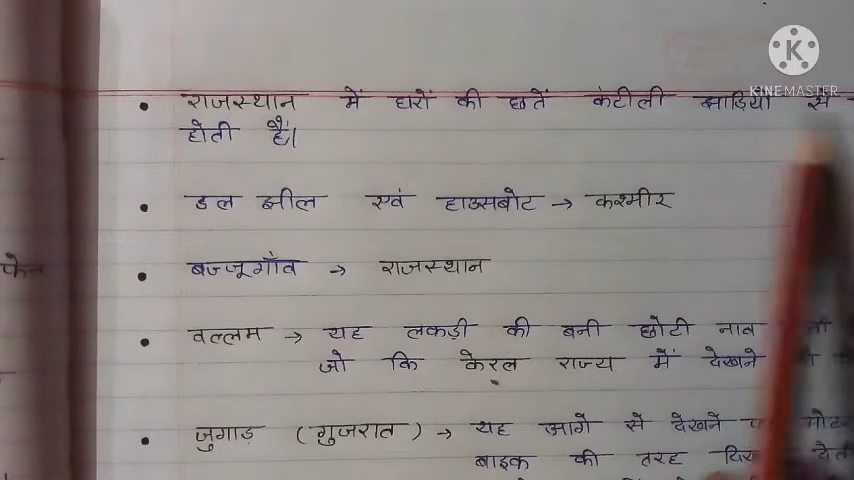 K
KINEMASTER
राजस्थान में घरों की छतें कंटीली झाड़ियों से
होती हैं।
डल झील एवं हाउसबोट → कश्मीर
फेन
बज्जूगाँव → राजस्थान
वल्लम → यह लकड़ी की बनी छोटी नाव
जो कि केरल राज्य में देखने
जुगाड़ (गुजरात) → यह आगे से देखने
बाइक की तरह